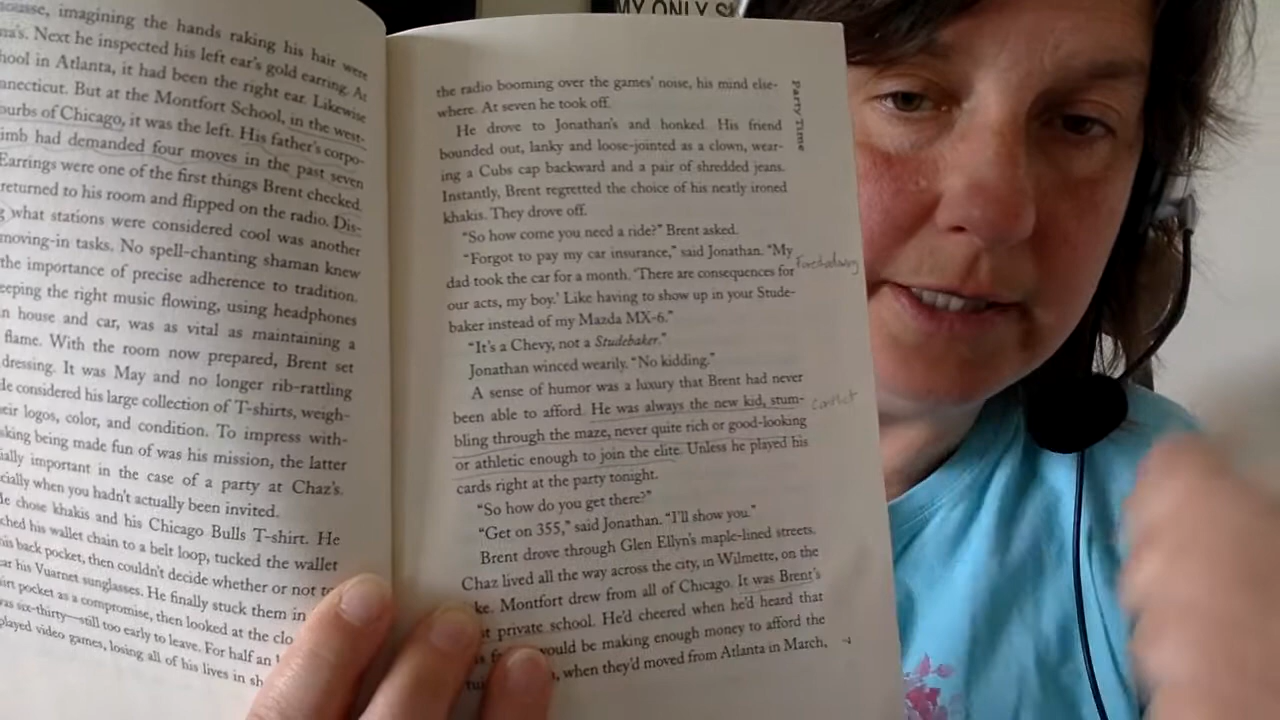 MY ONLY
mousse, imagining the hands raking his hair were
Next he inspected his left ear's gold earring. At
in Atlanta, it had been the right ear. Likewise
But at the Montfort School, in the west-
of Chicago, it was the left. His father's corpo-
had demanded four moves in the past seven
Earrings were one of the first things Brent checked.
returned to his room and flipped on the radio. Dis-
what stations were considered cool was another
moving-in tasks. No spell-chanting shaman knew
the importance of precise adherence to tradition.
the right music flowing, using headphones
house and car, was as vital as maintaining a
flame. With the room now prepared, Brent set
dressing. It was May and no longer rib-rattling
He considered his large collection of T-shirts, weigh-
logos, color, and condition. To impress with-
being made fun of was his mission, the latter
important in the case of a party at Chaz's.
when you hadn't actually been invited.
He chose khakis and his Chicago Bulls T-shirt. He
his wallet chain to a belt loop, tucked the wallet
his back pocket, then couldn't decide whether or not
his Vuarnet sunglasses. He finally stuck them in
pocket as a compromise, then looked at the
was six-thirty—still too early to leave. For half an
played video games, losing all of his lives in
the radio booming over the games' noise, his mind else-
where. At seven he took off.
He drove to Jonathan's and honked. His friend
bounded out, lanky and loose-jointed as a clown, wear-
ing a Cubs cap backward and a pair of shredded jeans.
Instantly, Brent regretted the choice of his neatly ironed
khakis. They drove off.
"So how come you need a ride?" Brent asked.
"Forgot to pay my car insurance," said Jonathan. "My
dad took the car for a month. 'There are consequences for
our acts, my boy.' Like having to show up in your Stude-
baker instead of my Mazda MX-6."
"It's a Chevy, not a Studebaker."
Jonathan winced wearily. "No kidding."
A sense of humor was a luxury that Brent had never
been able to afford. He was always the new kid, stum-
bling through the maze, never quite rich or good-looking
or athletic enough to join the elite. Unless he played his
cards right at the party tonight.
"So how do you get there?"
"Get on 355," said Jonathan. "I'll show you."
Brent drove through Glen Ellyn's maple-lined streets.
Chaz lived all the way across the city, in Wilmette, on the
Montfort drew from all of Chicago. It was Brent's
private school. He'd cheered when he'd heard that
would be making enough money to afford the
when they'd moved from Atlanta in March,
Party Time
Foreshadowing
conflict